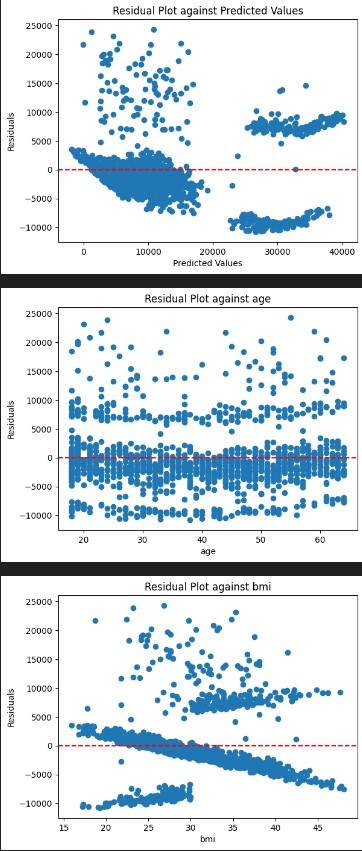 Residual Plot against Predicted Values
25000
20000
15000
10000
5000
0
−5000
−10000
Residuals
0 10000 20000 30000 40000
Predicted Values
Residual Plot against age
25000
20000
15000
10000
5000
0
−5000
−10000
Residuals
20 30 40 50 60
age
Residual Plot against bmi
25000
20000
15000
10000
5000
0
−5000
−10000
Residuals
15 20 25 30 35 40 45
bmi